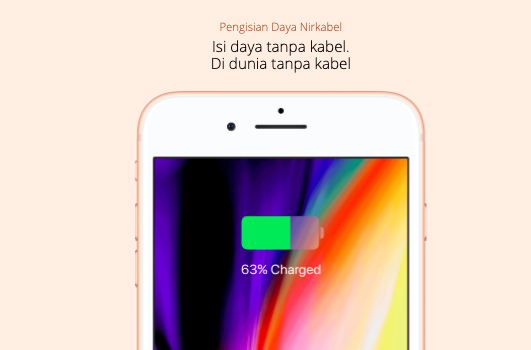 Pengisian Daya Nirkabel
Isi daya tanpa kabel.
Di dunia tanpa kabel
63% Charged